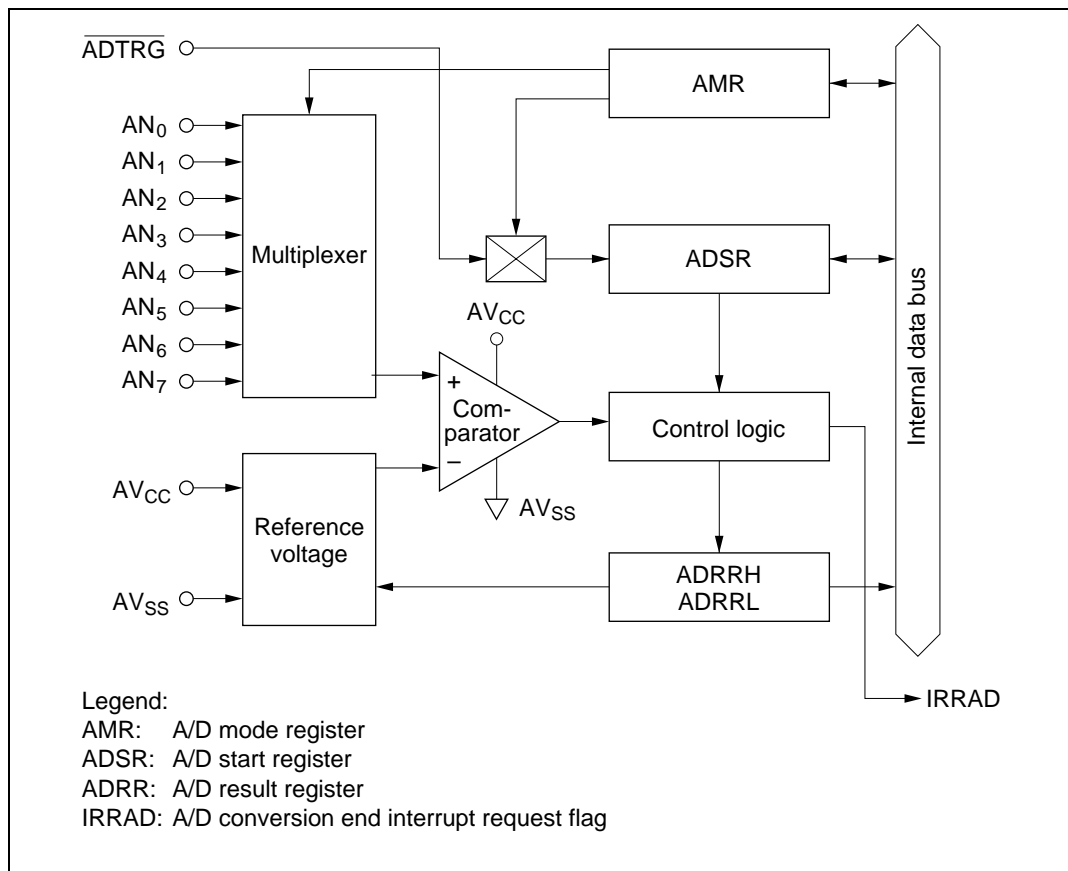 ADTRG
AMR
AN0
AN1
AN2
AN3
AN4
AN5
AN6
AN7
Multiplexer
ADSR
AVCC
+
Com-
parator
−
Control logic
Internal data bus
AVCC
AVSS
Reference
voltage
AVSS
ADRRH
ADRRL
IRRAD
Legend:
AMR: A/D mode register
ADSR: A/D start register
ADRR: A/D result register
IRRAD: A/D conversion end interrupt request flag